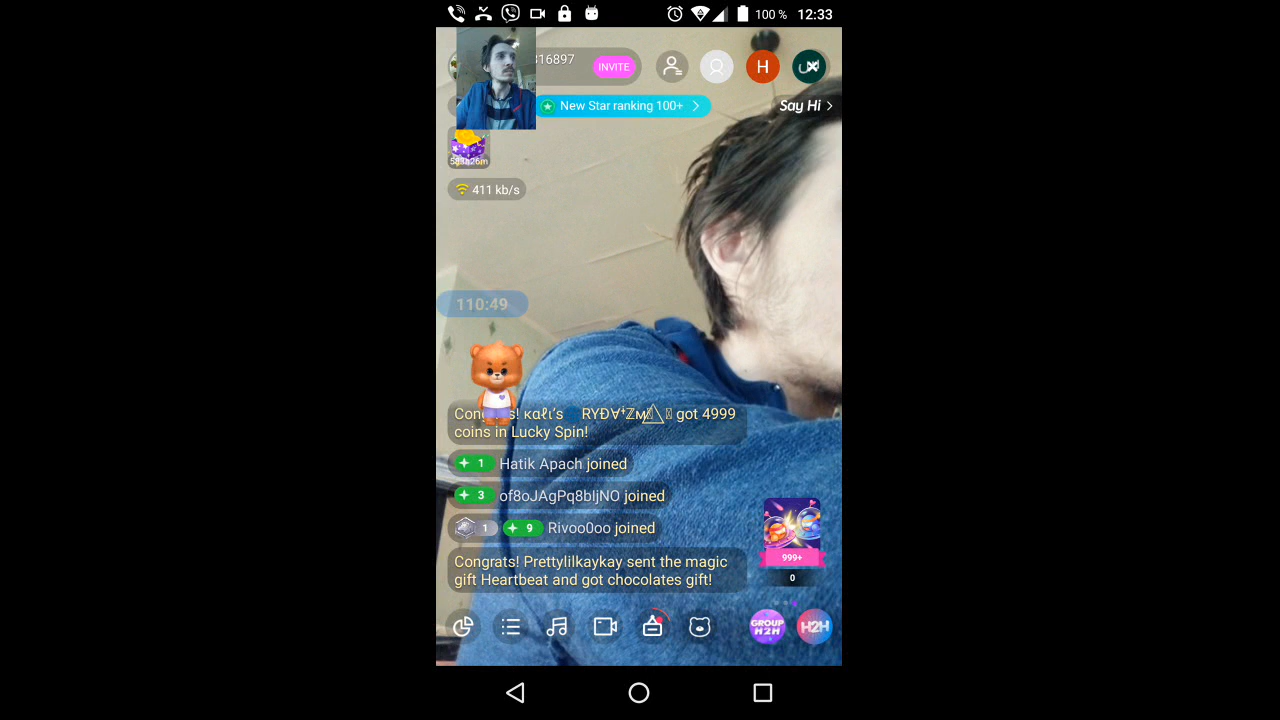 100 % 12:33
316897
INVITE
H
New Star ranking 100+
Say Hi
411 kb/s
110:49
got 4999
coins in Lucky Spin!
1 Hatik Apach joined
3 of8oJAgPq8bljNO joined
1 9 Rivoo0oo joined
999+
0
Congrats! Prettylilkaykay sent the magic
gift Heartbeat and got chocolates gift!
GROUP
H2H
H2H